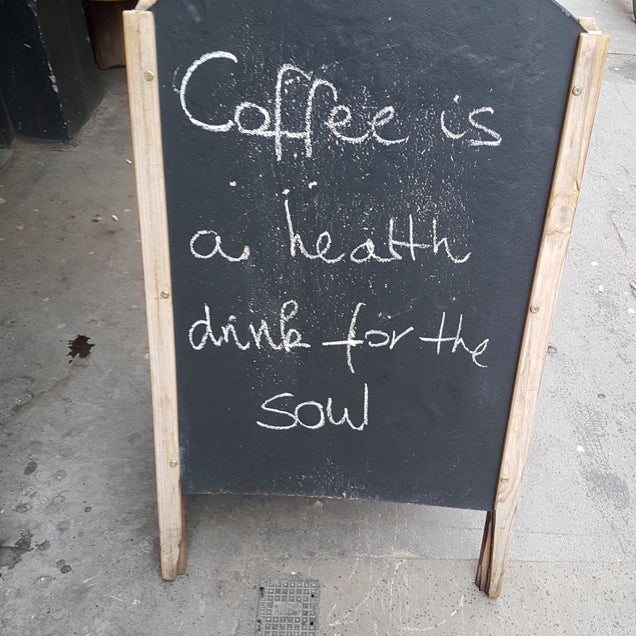 Coffee is
a health
drink for the
soul